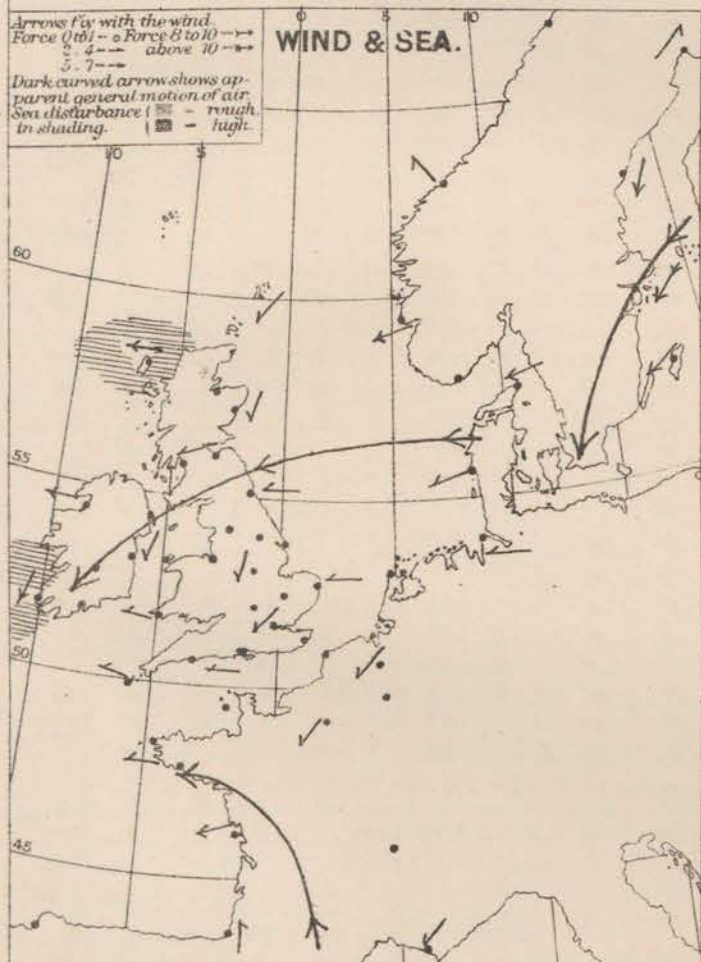 Arrows fly with the wind.
Force 0 to 1 - o Force 8 to 10
2 . 4 -- above 10
5 . 7 --
Dark curved arrow shows ap-
parent general motion of air.
Sea disturbance { - rough.
in shading. { - high.
WIND & SEA.
10 5 0 5 10
60
55
50
45